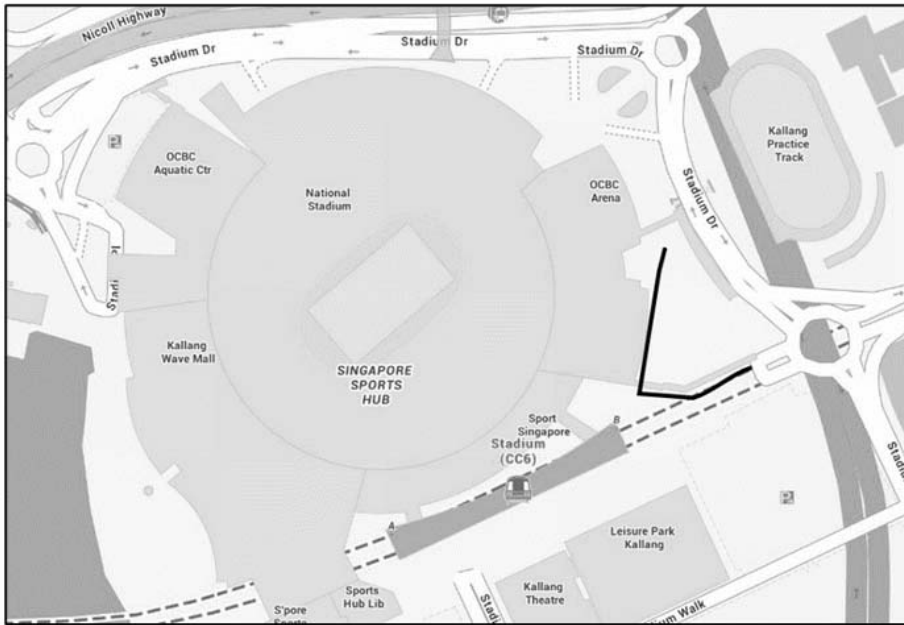 Nicoll Highway
Stadium Dr
Stadium Dr
Stadium Dr
Kallang
Practice
Track
OCBC
Aquatic Ctr
National
Stadium
OCBC
Arena
Stadium Dr
Kallang
Wave Mall
SINGAPORE
SPORTS
HUB
Sport
Singapore
B
Stadium
(CC6)
A
Leisure Park
Kallang
Kallang
Theatre
Sports
Hub Lib
S'pore
Sports